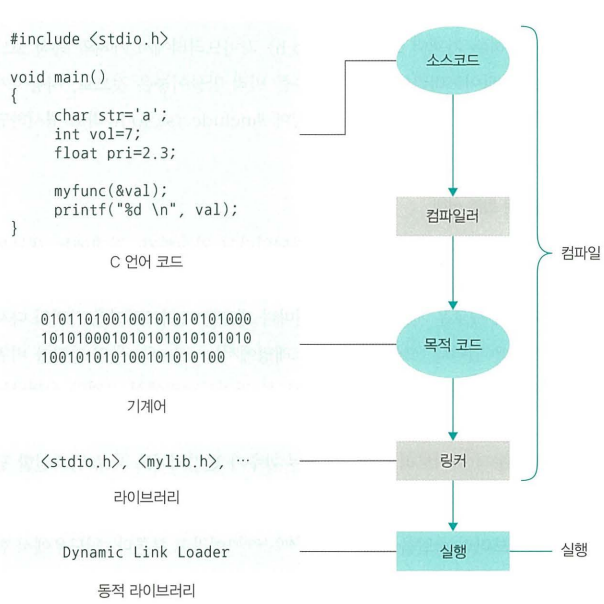 #include <stdio.h>
소스코드
void main()
{
char str='a';
int vol=7;
float pri=2.3;
myfunc(&val);
printf("%d \n", val);
}
컴파일러
컴파일
C 언어 코드
010110100100101010101000
101010001010101010101010
100101010100101010100
목적 코드
기계어
<stdio.h>, <mylib.h>, …
링커
라이브러리
Dynamic Link Loader
실행
실행
동적 라이브러리